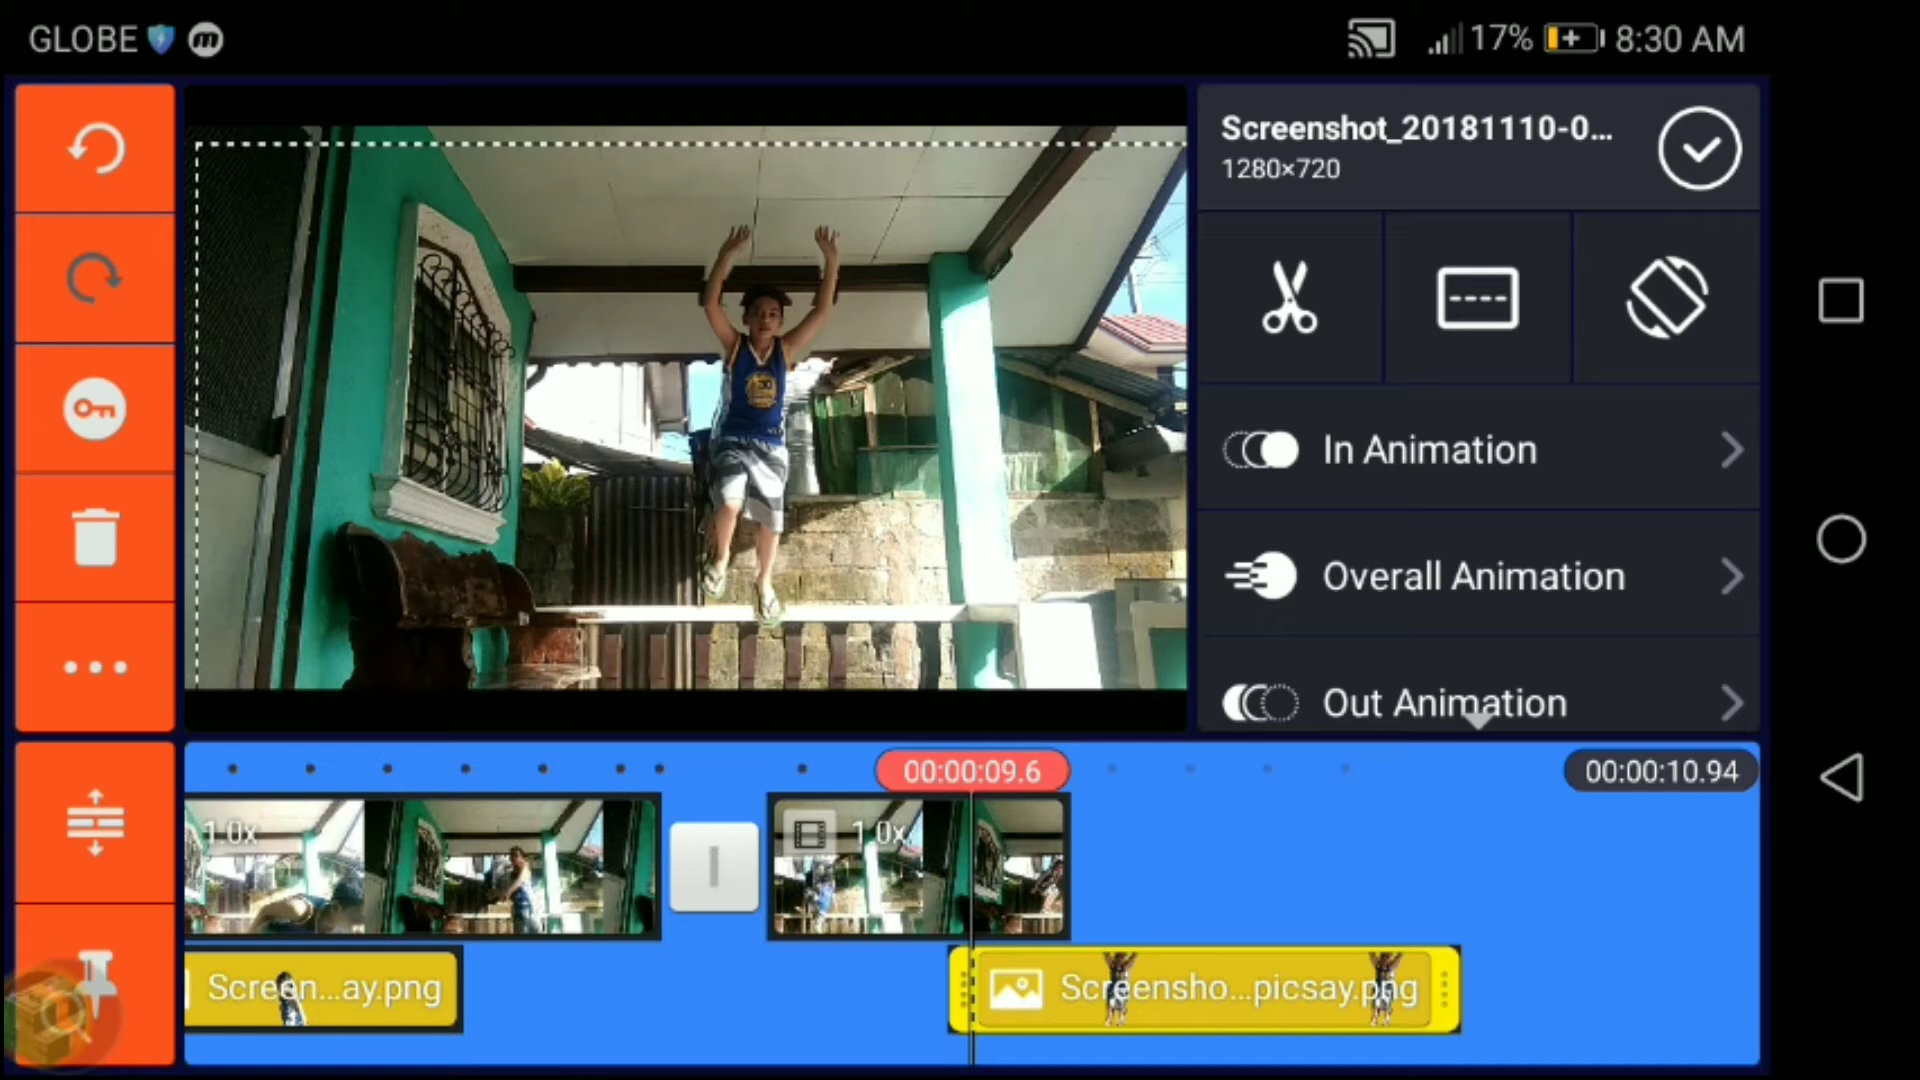 GLOBE
17%
8:30 AM
Screenshot_20181110-0...
1280×720
In Animation
Overall Animation
Out Animation
00:00:09.6
00:00:10.94
1.0x
1.0x
Screen...ay.png
Screensho...picsay.png
30